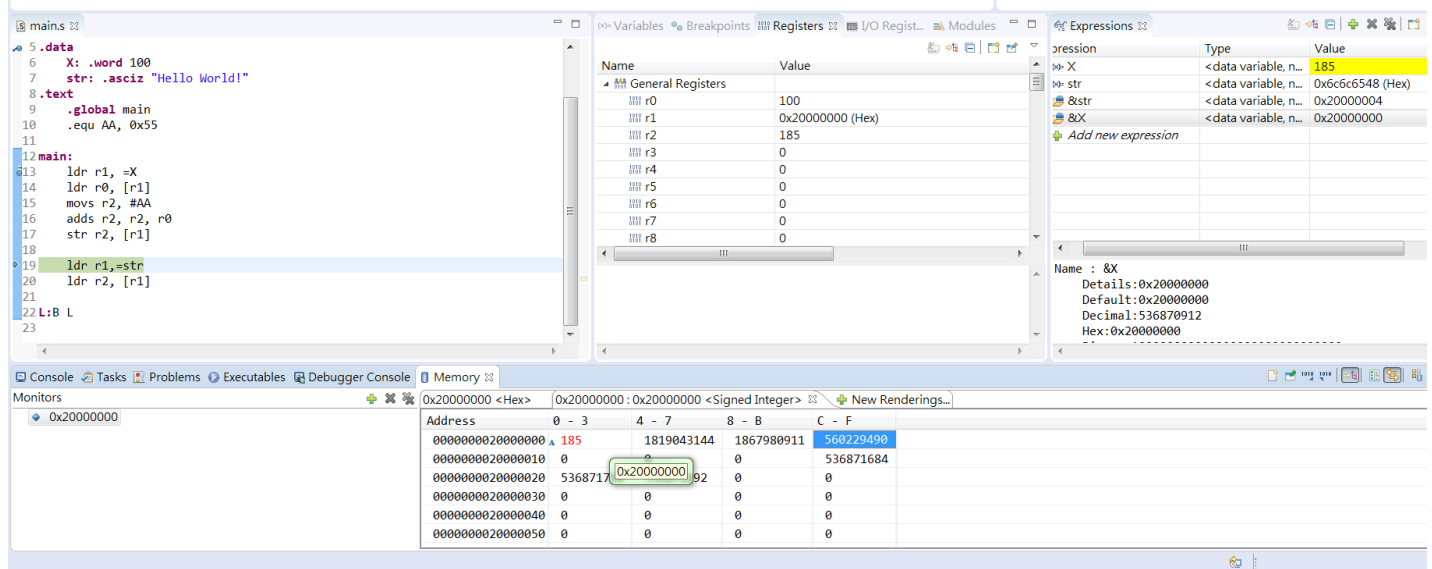 main.s
5 .data
6 X: .word 100
7 str: .asciz "Hello World!"
8 .text
9 .global main
10 .equ AA, 0x55
11
12 main:
13 ldr r1, =X
14 ldr r0, [r1]
15 movs r2, #AA
16 adds r2, r2, r0
17 str r2, [r1]
18
19 ldr r1,=str
20 ldr r2, [r1]
21
22 L:B L
23
(x)= Variables Breakpoints Registers I/O Regist... Modules
Name Value
General Registers
r0 100
r1 0x20000000 (Hex)
r2 185
r3 0
r4 0
r5 0
r6 0
r7 0
r8 0
Expressions
pression Type Value
X <data variable, n... 185
str <data variable, n... 0x6c6c6548 (Hex)
&str <data variable, n... 0x20000004
&X <data variable, n... 0x20000000
Add new expression
Name : &X
Details:0x20000000
Default:0x20000000
Decimal:536870912
Hex:0x20000000
Console Tasks Problems Executables Debugger Console Memory
Monitors
0x20000000
0x20000000 <Hex> 0x20000000 : 0x20000000 <Signed Integer> New Renderings...
Address 0 - 3 4 - 7 8 - B C - F
0000000020000000 185 1819043144 1867980911 560229490
0000000020000010 0 0 0 536871684
0000000020000020 5368717 92 0 0
0x20000000
0000000020000030 0 0 0 0
0000000020000040 0 0 0 0
0000000020000050 0 0 0 0